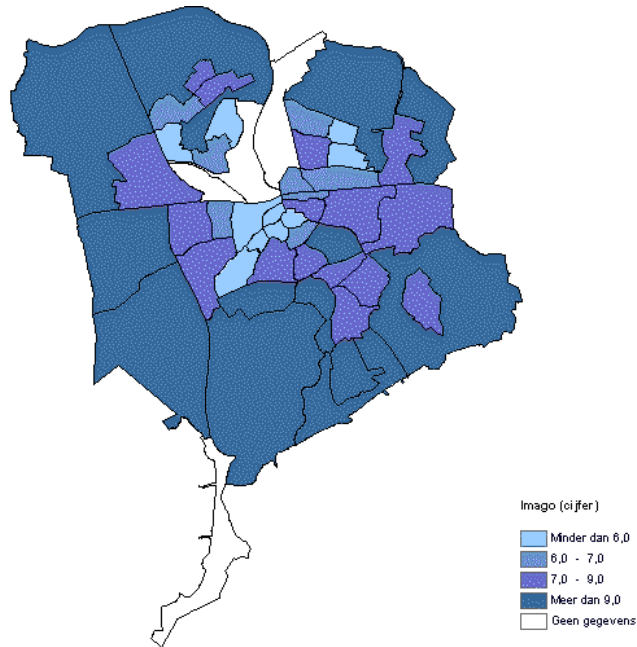 Imago (cijfer)
Minder dan 6,0
6,0 - 7,0
7,0 - 9,0
Meer dan 9,0
Geen gegevens